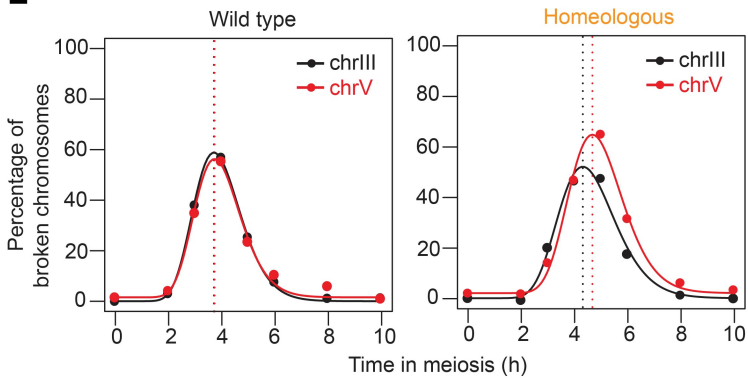 Wild type
Homeologous
Percentage of
broken chromosomes
100
80
60
40
20
0
chrIII
chrV
0 2 4 6 8 10
100
80
60
40
20
0
chrIII
chrV
0 2 4 6 8 10
Time in meiosis (h)